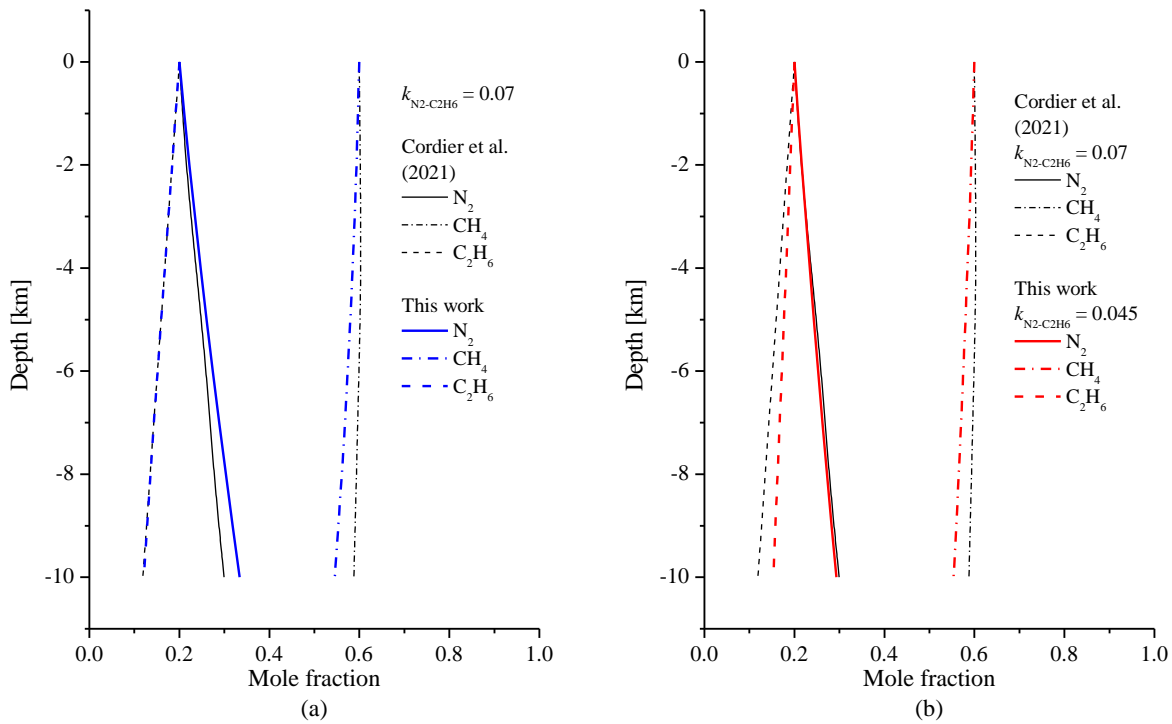 0
-2
-4
-6
-8
-10
Depth [km]
0.0 0.2 0.4 0.6 0.8 1.0
Mole fraction
(a)
k_N2-C2H6 = 0.07
Cordier et al.
(2021)
N₂
CH₄
C₂H₆
This work
N₂
CH₄
C₂H₆
0
-2
-4
-6
-8
-10
Depth [km]
0.0 0.2 0.4 0.6 0.8 1.0
Mole fraction
(b)
Cordier et al.
(2021)
k_N2-C2H6 = 0.07
N₂
CH₄
C₂H₆
This work
k_N2-C2H6 = 0.045
N₂
CH₄
C₂H₆